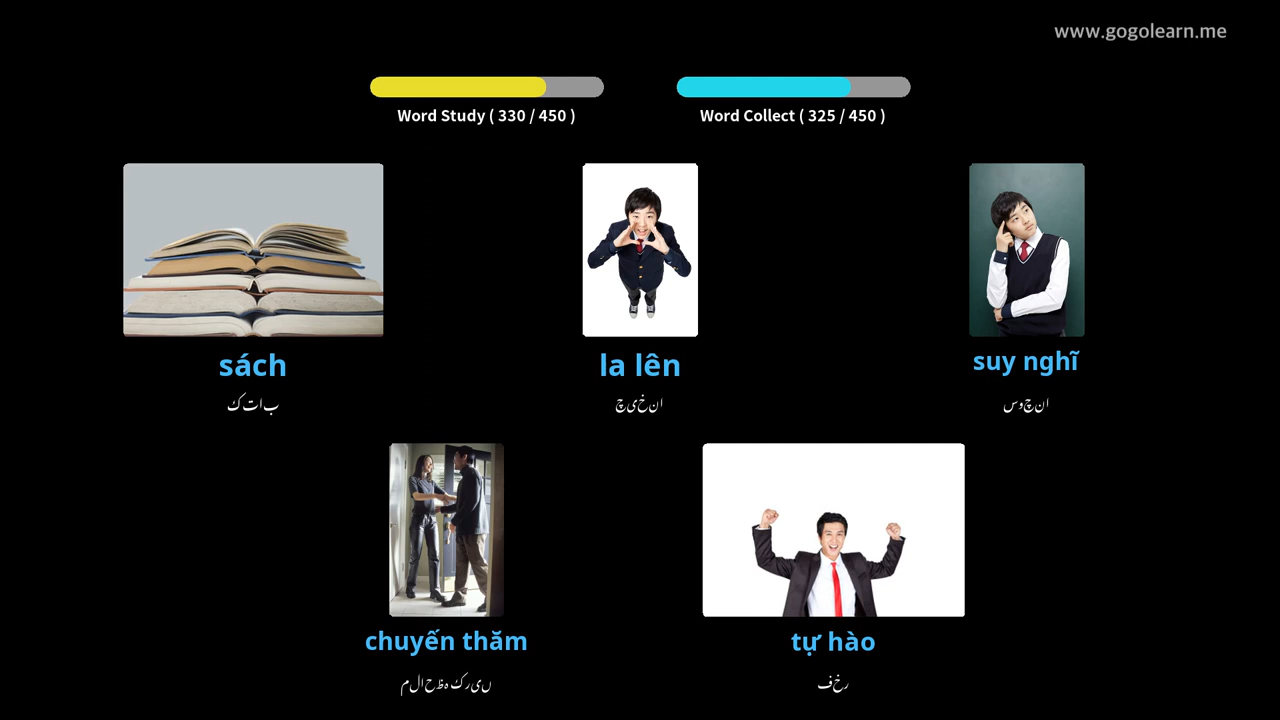 www.gogolearn.me
Word Study ( 330 / 450 )
Word Collect ( 325 / 450 )
sách
کتاب
la lên
چیخنا
suy nghĩ
سوچنا
chuyến thăm
ملاحظہ کریں
tự hào
فخر